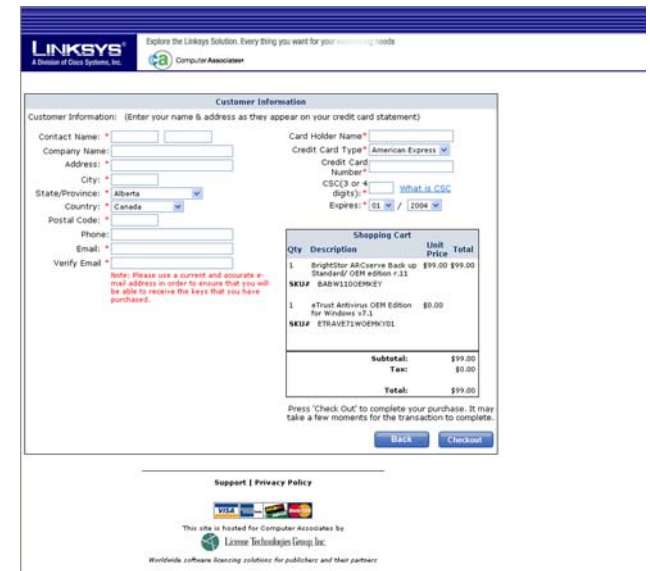 LINKSYS®
A Division of Cisco Systems, Inc.
Explore the Linksys Solution. Every thing you want for your networking needs
ca Computer Associates®
Customer Information
Customer Information: (Enter your name & address as they appear on your credit card statement)
Contact Name: *
Company Name:
Address: *
City: *
State/Province: * Alberta
Country: * Canada
Postal Code: *
Phone:
Email: *
Verify Email *
Note: Please use a current and accurate e-
mail address in order to ensure that you will
be able to receive the keys that you have
purchased.
Card Holder Name*
Credit Card Type* American Express
Credit Card
Number*
CSC(3 or 4
digits):* What is CSC
Expires: * 01 / 2004
Shopping Cart
Qty Description Unit Price Total
1 BrightStor ARCserve Back up $99.00 $99.00
Standard/ OEM edition r.11
SKU# BABW110OEMKEY
1 eTrust Antivirus OEM Edition $0.00
for Windows v7.1
SKU# ETRAVE71WOEMKY01
Subtotal: $99.00
Tax: $0.00
Total: $99.00
Press 'Check Out' to complete your purchase. It may
take a few moments for the transaction to complete.
Back Checkout
Support | Privacy Policy
VISA
This site is hosted for Computer Associates by
License Technologies Group, Inc.
Worldwide software licensing solutions for publishers and their partners